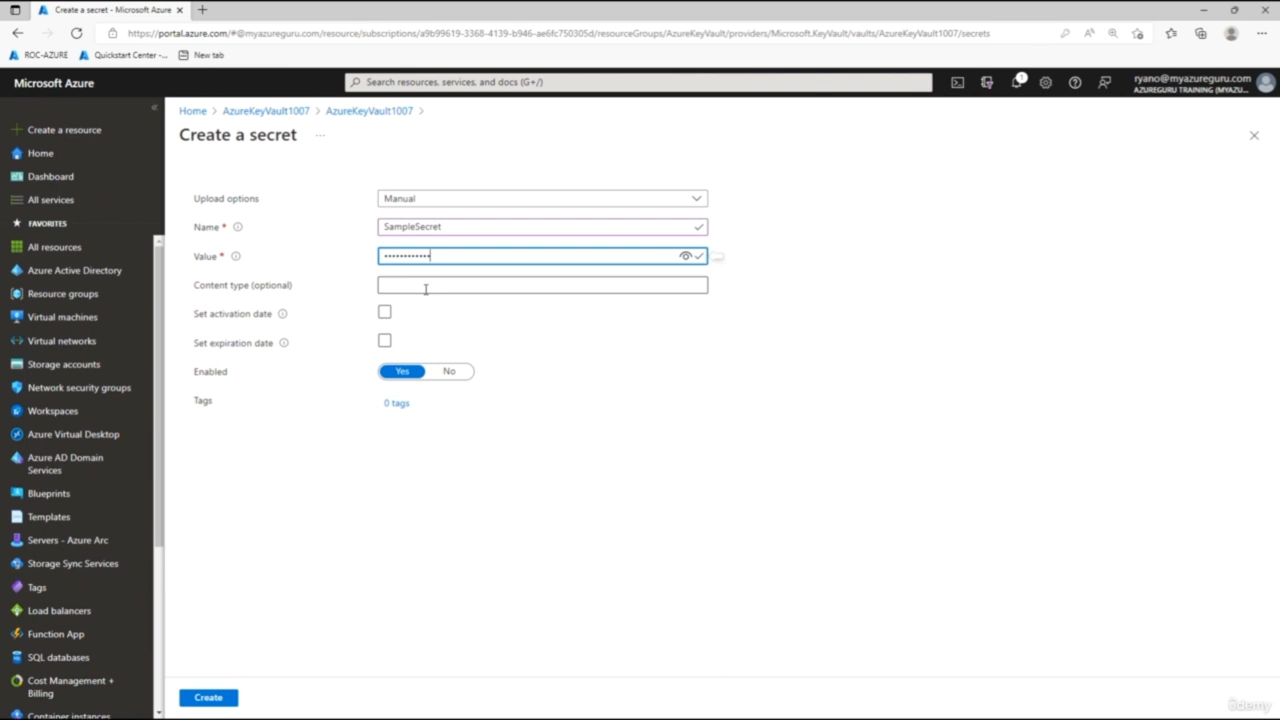 Create a secret - Microsoft Azure
https://portal.azure.com/#@myazureguru.com/resource/subscriptions/a9b99619-3368-4139-b946-ae6fc750305d/resourceGroups/AzureKeyVault/providers/Microsoft.KeyVault/vaults/AzureKeyVault1007/secrets
ROC-AZURE
Quickstart Center -...
New tab
Microsoft Azure
Search resources, services, and docs (G+/)
1
ryano@myazureguru.com
AZUREGURU TRAINING (MYAZU...
Create a resource
Home
Dashboard
All services
FAVORITES
All resources
Azure Active Directory
Resource groups
Virtual machines
Virtual networks
Storage accounts
Network security groups
Workspaces
Azure Virtual Desktop
Azure AD Domain
Services
Blueprints
Templates
Servers - Azure Arc
Storage Sync Services
Tags
Load balancers
Function App
SQL databases
Cost Management +
Billing
Container instances
Home > AzureKeyVault1007 > AzureKeyVault1007 >
Create a secret ...
Upload options
Manual
Name *
SampleSecret
Value *
••••••••••••
Content type (optional)
Set activation date
Set expiration date
Enabled
Yes
No
Tags
0 tags
Create
ûdemy